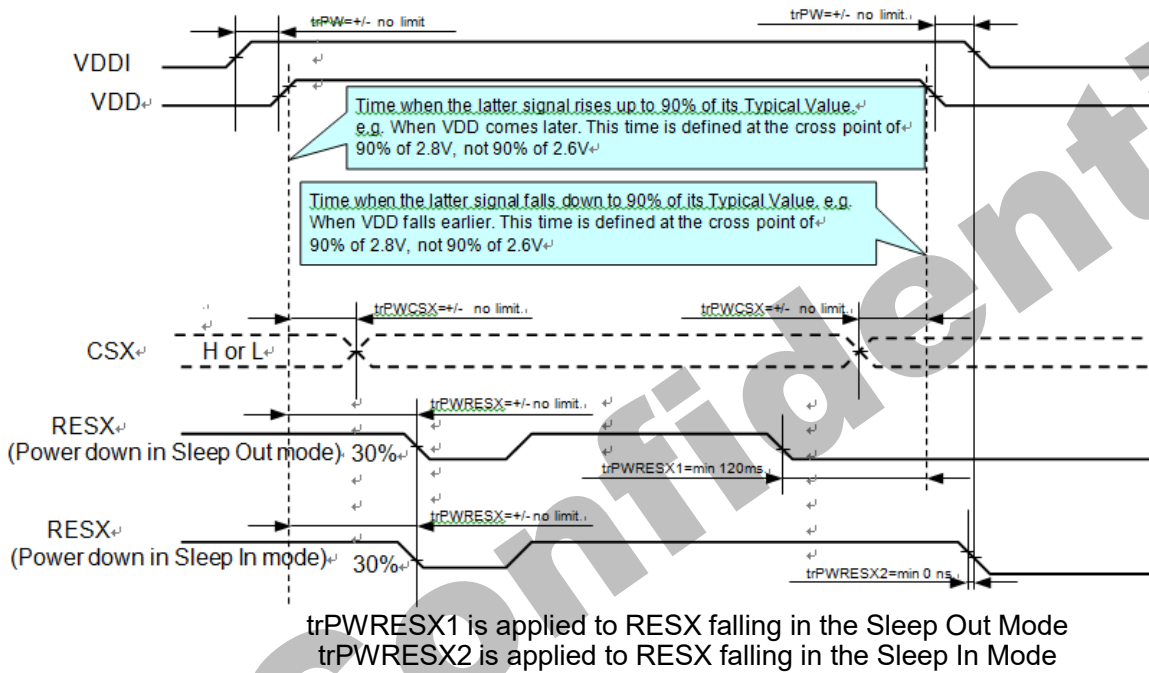 trPW=+/- no limit
trPW=+/- no limit.
VDDI
VDD
Time when the latter signal rises up to 90% of its Typical Value.
e.g. When VDD comes later. This time is defined at the cross point of
90% of 2.8V, not 90% of 2.6V
Time when the latter signal falls down to 90% of its Typical Value. e.g.
When VDD falls earlier. This time is defined at the cross point of
90% of 2.8V, not 90% of 2.6V
trPWCSX=+/- no limit.
trPWCSX=+/- no limit.
CSX
H or L
trPWRESX=+/- no limit.
RESX
(Power down in Sleep Out mode)
30%
trPWRESX1=min 120ms
trPWRESX=+/- no limit.
RESX
(Power down in Sleep In mode)
30%
trPWRESX2=min 0 ns
trPWRESX1 is applied to RESX falling in the Sleep Out Mode
trPWRESX2 is applied to RESX falling in the Sleep In Mode